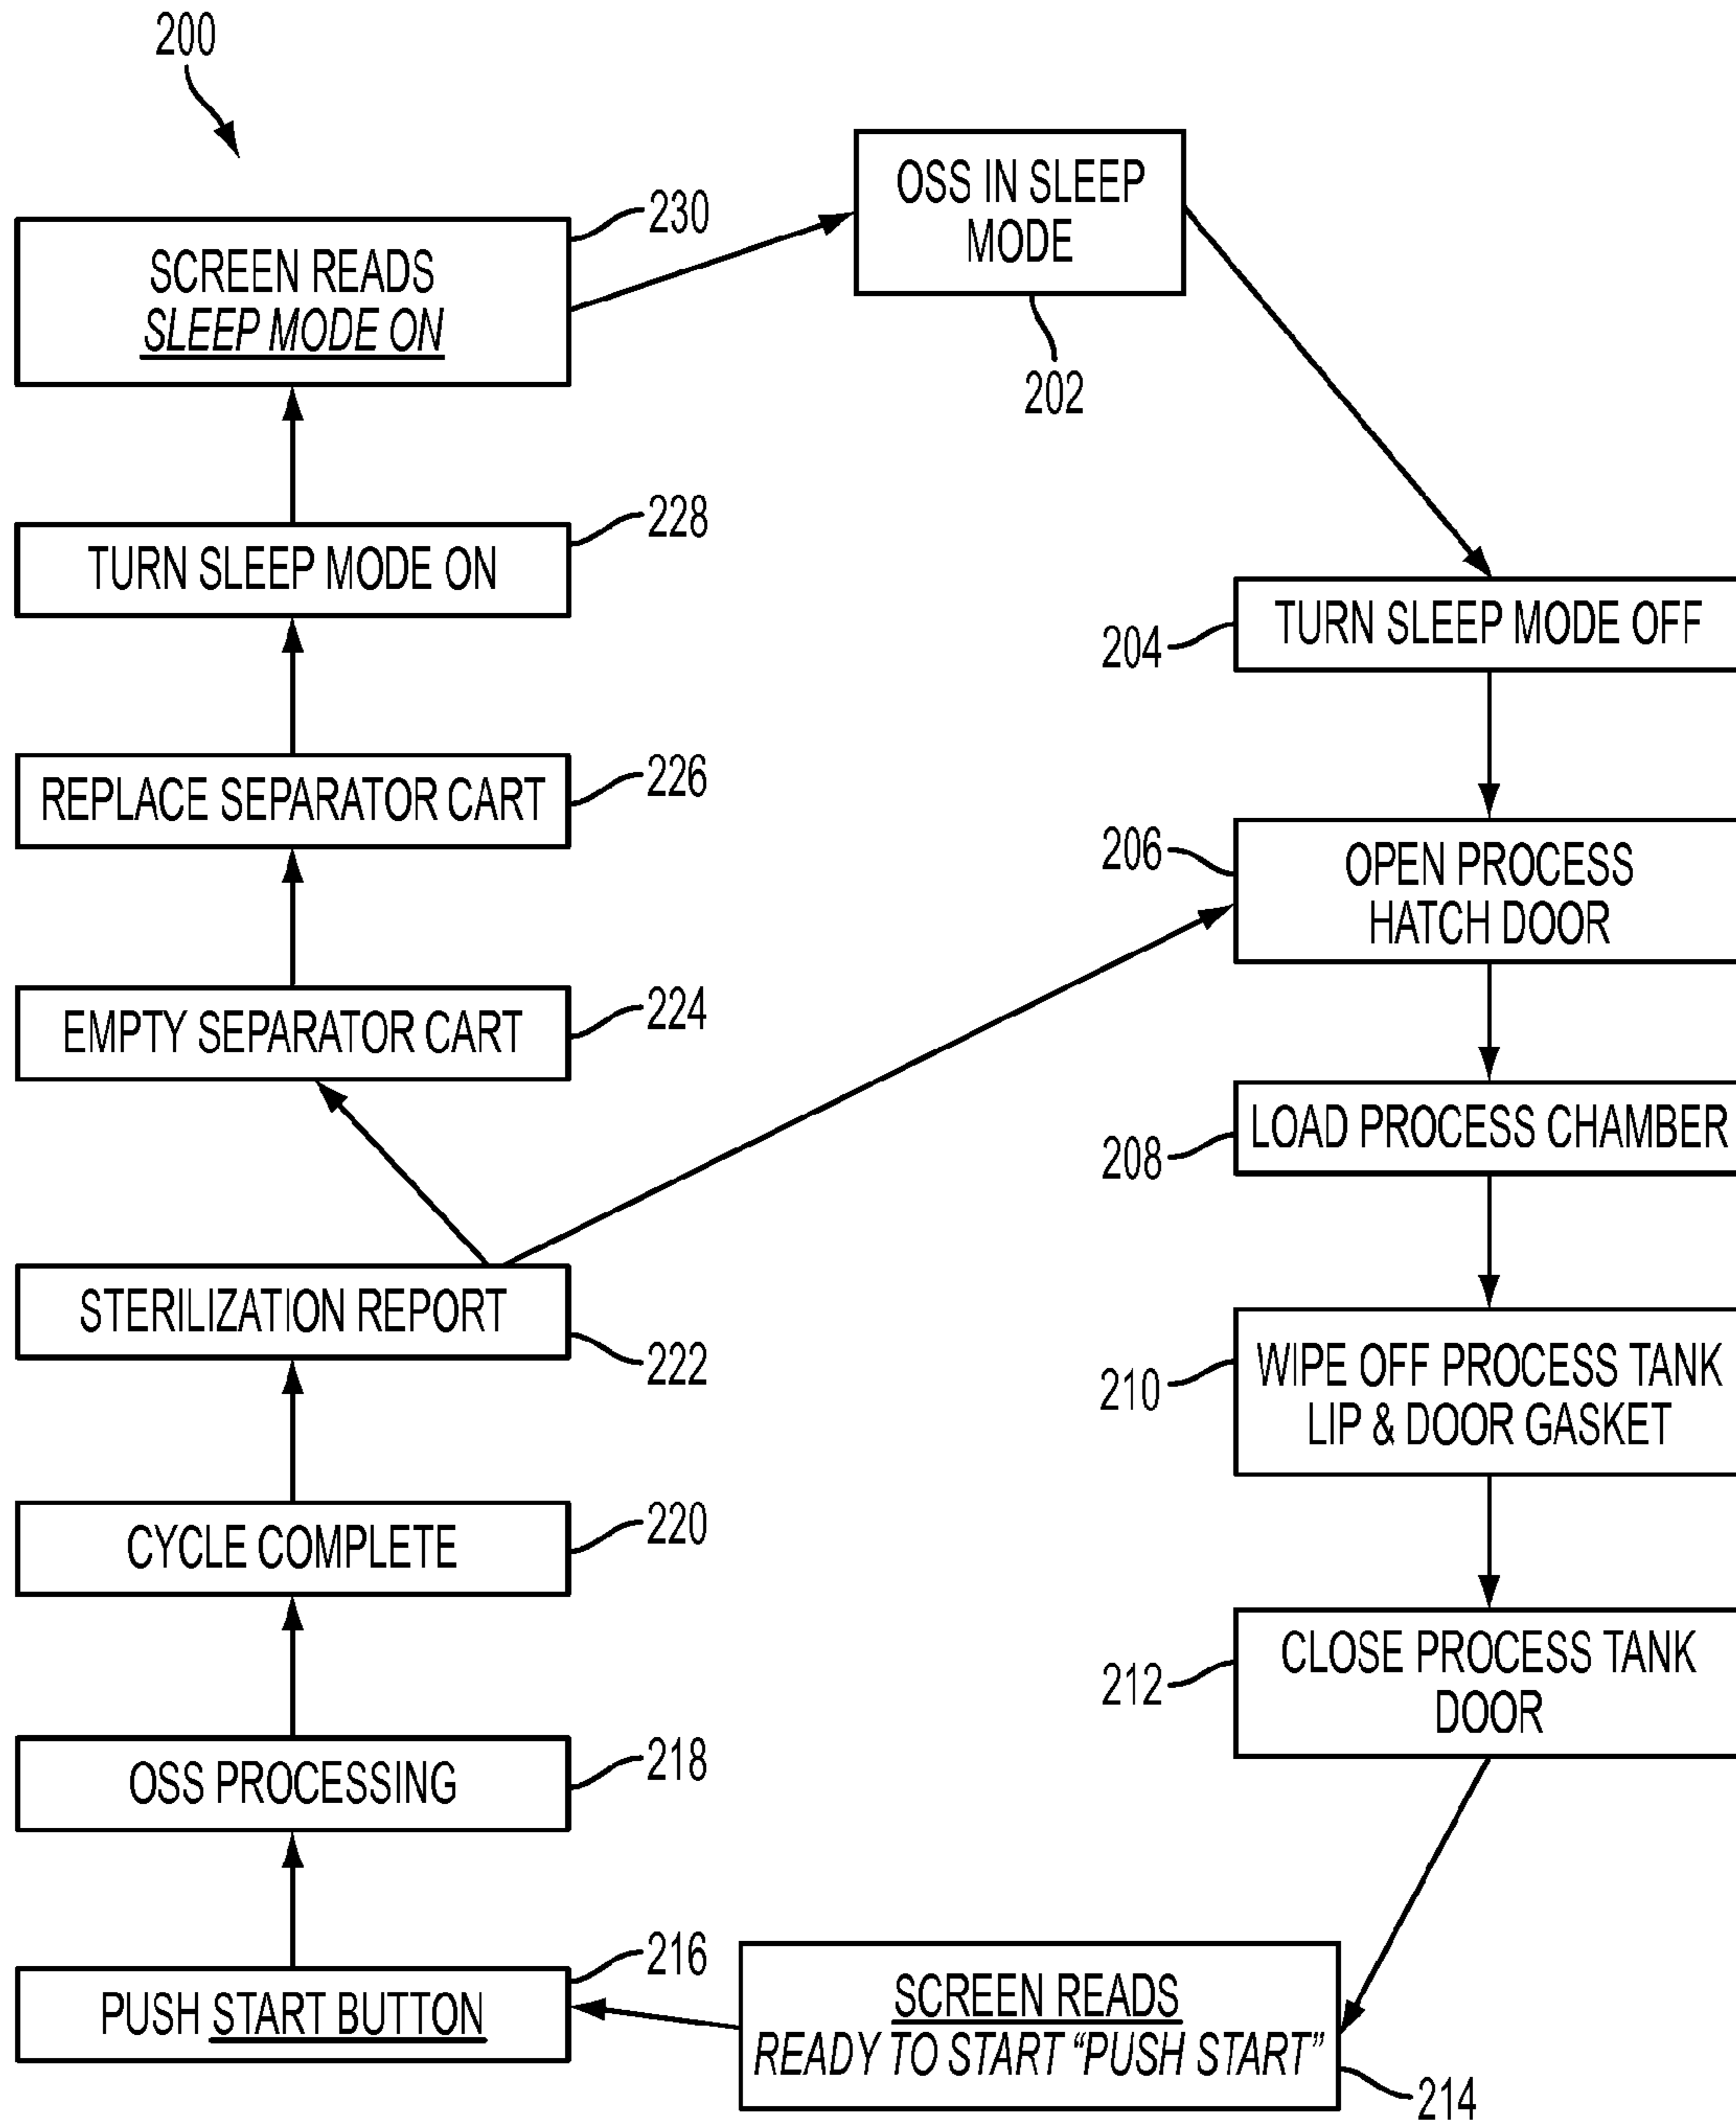 200
SCREEN READS
SLEEP MODE ON
230
OSS IN SLEEP
MODE
202
TURN SLEEP MODE ON
228
TURN SLEEP MODE OFF
204
REPLACE SEPARATOR CART
226
OPEN PROCESS
HATCH DOOR
206
EMPTY SEPARATOR CART
224
LOAD PROCESS CHAMBER
208
STERILIZATION REPORT
222
WIPE OFF PROCESS TANK
LIP & DOOR GASKET
210
CYCLE COMPLETE
220
CLOSE PROCESS TANK
DOOR
212
OSS PROCESSING
218
PUSH START BUTTON
216
SCREEN READS
READY TO START “PUSH START”
214